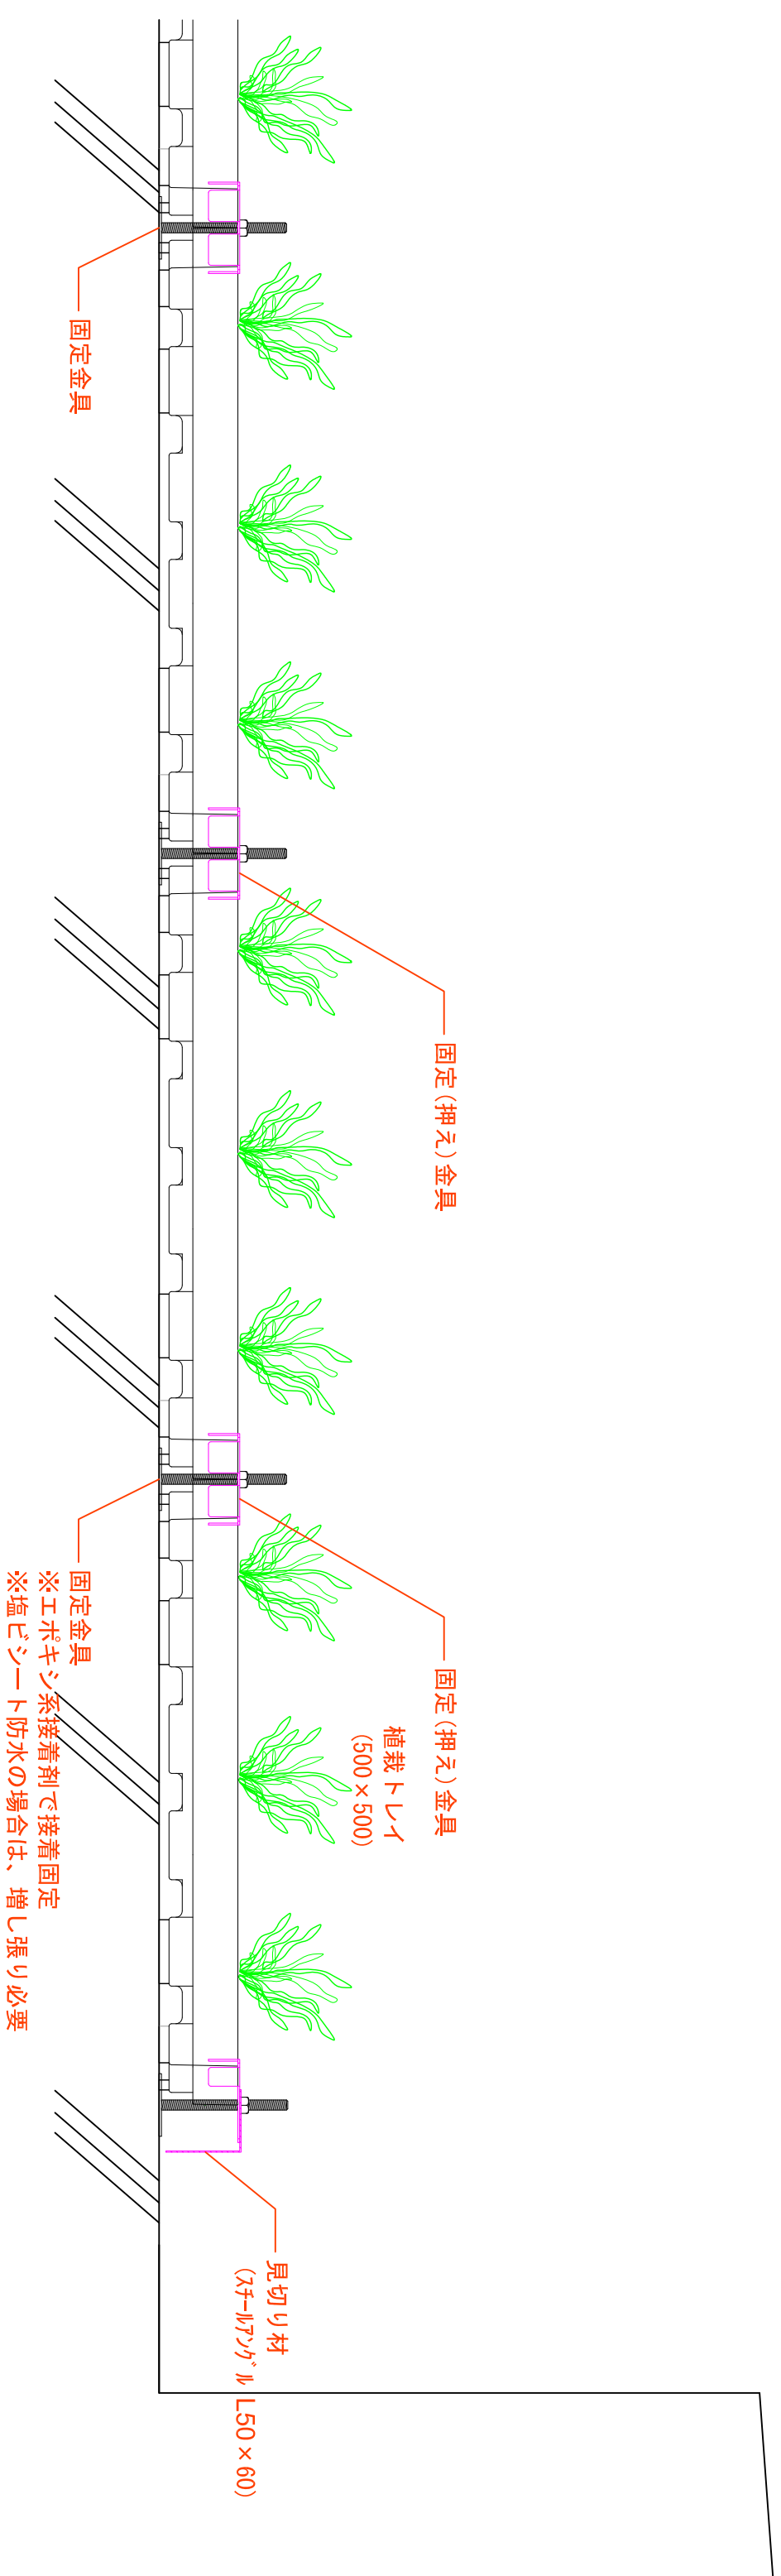 固定（押え）金具
固定（押え）金具
植栽トレイ
（500×500）
見切り材
（ｽﾁｰﾙｱﾝｸﾞﾙ L50×60）
固定金具
固定金具
※エポキシ系接着剤で接着固定
※塩ビシート防水の場合は、増し張り必要